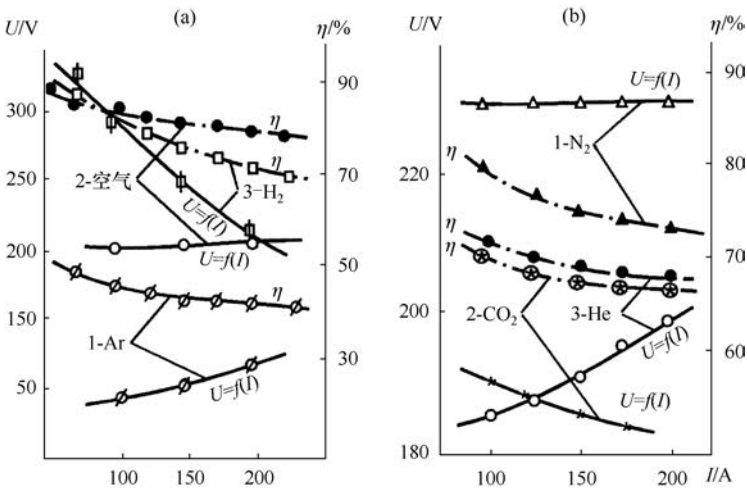 (a)
U/V
η/%
300
250
200
150
50
90
70
50
30
100
150
200
η
η
2-空气
3-H₂
U=f(I)
U=f(I)
η
1-Ar
U=f(I)
(b)
U/V
η/%
220
200
180
90
80
70
60
100
150
200
I/A
U=f(I)
1-N₂
η
η
η
2-CO₂
3-He
U=f(I)
U=f(I)